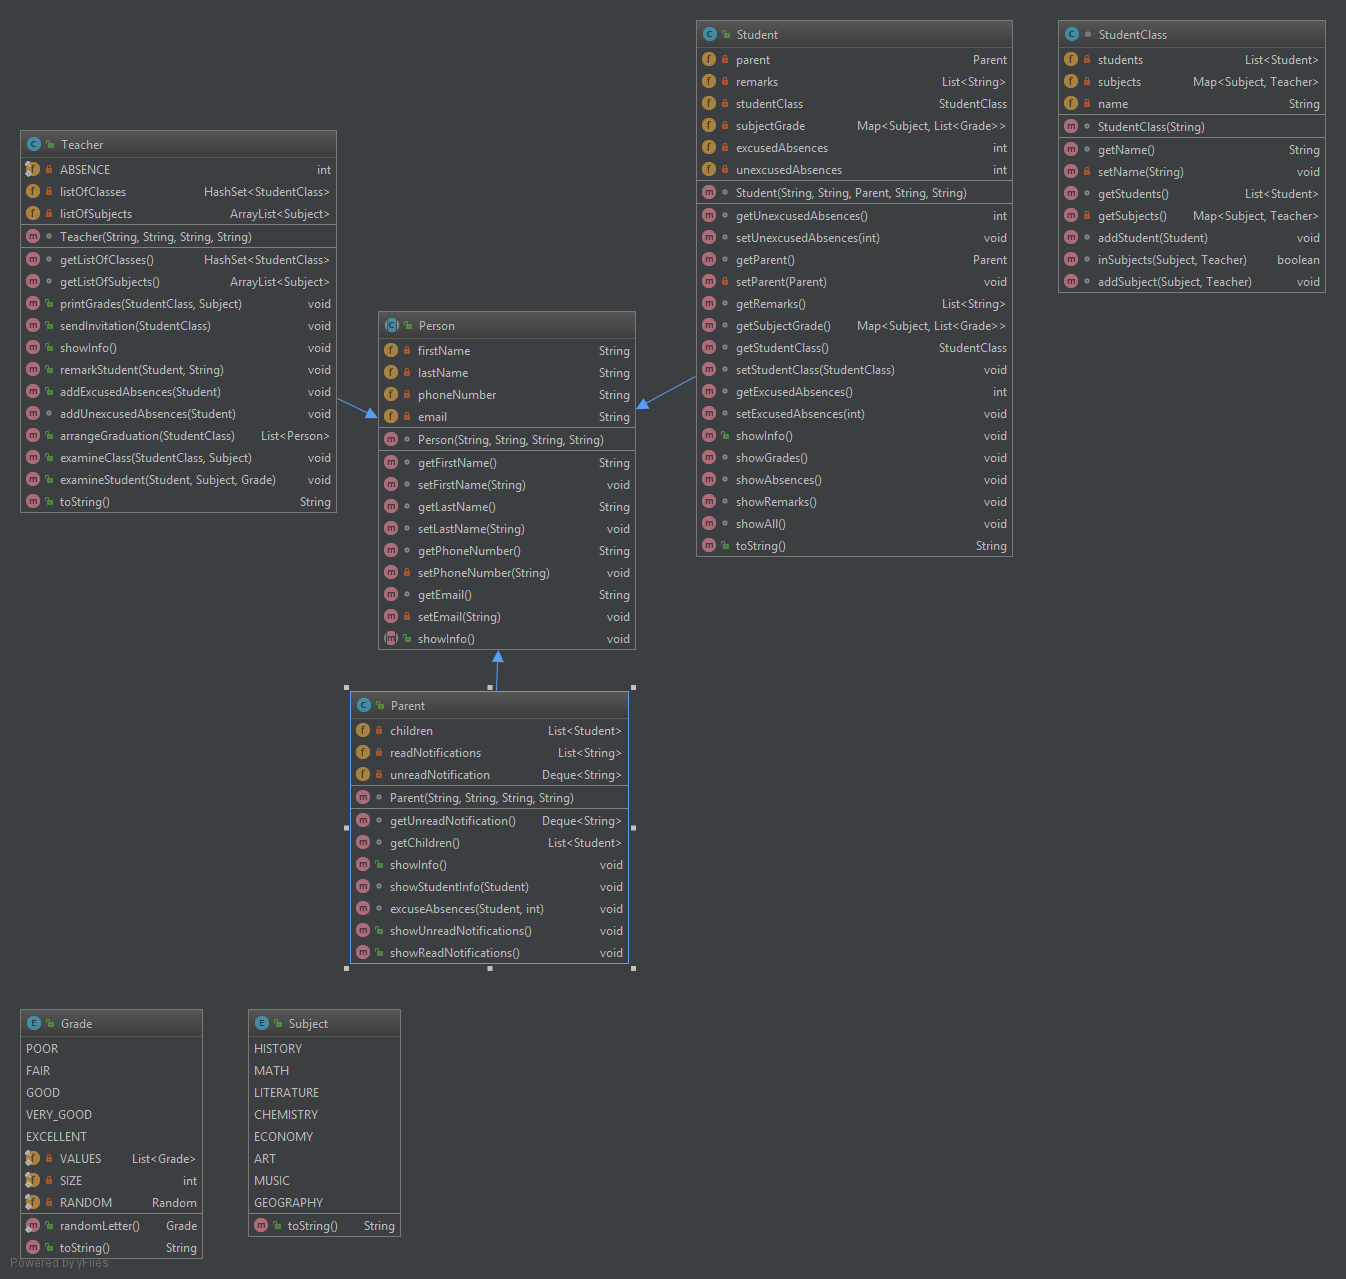 Teacher
ABSENCE int
listOfClasses HashSet<StudentClass>
listOfSubjects ArrayList<Subject>
Teacher(String, String, String, String)
getListOfClasses() HashSet<StudentClass>
getListOfSubjects() ArrayList<Subject>
printGrades(StudentClass, Subject) void
sendInvitation(StudentClass) void
showInfo() void
remarkStudent(Student, String) void
addExcusedAbsences(Student) void
addUnexcusedAbsences(Student) void
arrangeGraduation(StudentClass) List<Person>
examineClass(StudentClass, Subject) void
examineStudent(Student, Subject, Grade) void
toString() String
Person
firstName String
lastName String
phoneNumber String
email String
Person(String, String, String, String)
getFirstName() String
setFirstName(String) void
getLastName() String
setLastName(String) void
getPhoneNumber() String
setPhoneNumber(String) void
getEmail() String
setEmail(String) void
showInfo() void
Student
parent Parent
remarks List<String>
studentClass StudentClass
subjectGrade Map<Subject, List<Grade>>
excusedAbsences int
unexcusedAbsences int
Student(String, String, Parent, String, String)
getUnexcusedAbsences() int
setUnexcusedAbsences(int) void
getParent() Parent
setParent(Parent) void
getRemarks() List<String>
getSubjectGrade() Map<Subject, List<Grade>>
getStudentClass() StudentClass
setStudentClass(StudentClass) void
getExcusedAbsences() int
setExcusedAbsences(int) void
showInfo() void
showGrades() void
showAbsences() void
showRemarks() void
showAll() void
toString() String
StudentClass
students List<Student>
subjects Map<Subject, Teacher>
name String
StudentClass(String)
getName() String
setName(String) void
getStudents() List<Student>
getSubjects() Map<Subject, Teacher>
addStudent(Student) void
inSubjects(Subject, Teacher) boolean
addSubject(Subject, Teacher) void
Parent
children List<Student>
readNotifications List<String>
unreadNotification Deque<String>
Parent(String, String, String, String)
getUnreadNotification() Deque<String>
getChildren() List<Student>
showInfo() void
showStudentInfo(Student) void
excuseAbsences(Student, int) void
showUnreadNotifications() void
showReadNotifications() void
Grade
POOR
FAIR
GOOD
VERY_GOOD
EXCELLENT
VALUES List<Grade>
SIZE int
RANDOM Random
randomLetter() Grade
toString() String
Subject
HISTORY
MATH
LITERATURE
CHEMISTRY
ECONOMY
ART
MUSIC
GEOGRAPHY
toString() String
Powered by yFiles